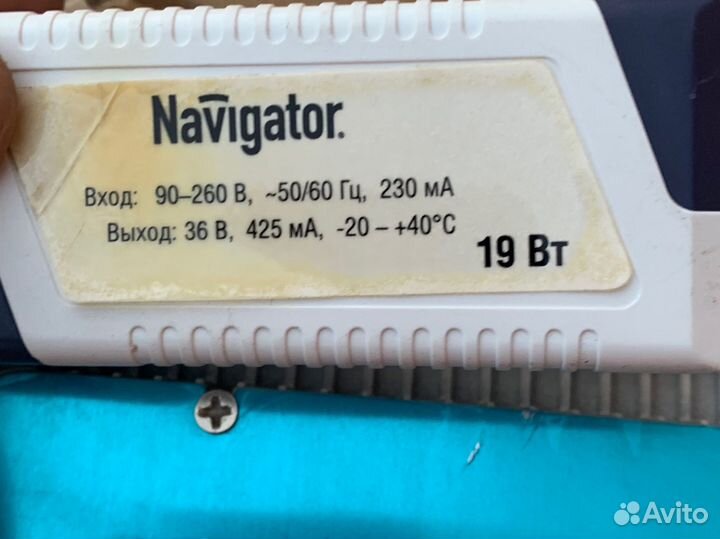 Navigator.
Вход: 90–260 В, ~50/60 Гц, 230 мА
Выход: 36 В, 425 мА, -20 – +40°C
19 Вт
Avito